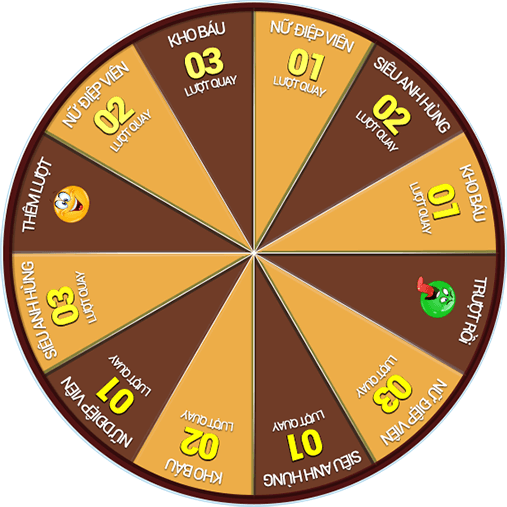 NỮ ĐIỆP VIÊN
01
LƯỢT QUAY
SIÊU ANH HÙNG
02
LƯỢT QUAY
KHO BÁU
01
LƯỢT QUAY
TRƯỢT RỒI
NỮ ĐIỆP VIÊN
03
LƯỢT QUAY
SIÊU ANH HÙNG
01
LƯỢT QUAY
KHO BÁU
02
LƯỢT QUAY
NỮ ĐIỆP VIÊN
01
LƯỢT QUAY
SIÊU ANH HÙNG
03
LƯỢT QUAY
THÊM LƯỢT
NỮ ĐIỆP VIÊN
02
LƯỢT QUAY
KHO BÁU
03
LƯỢT QUAY